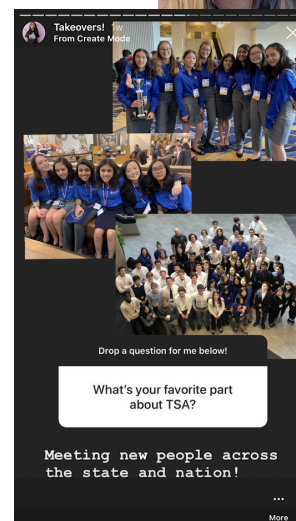 Takeovers! 1w
From Create Mode
Drop a question for me below!
What's your favorite part
about TSA?
Meeting new people across
the state and nation!
More